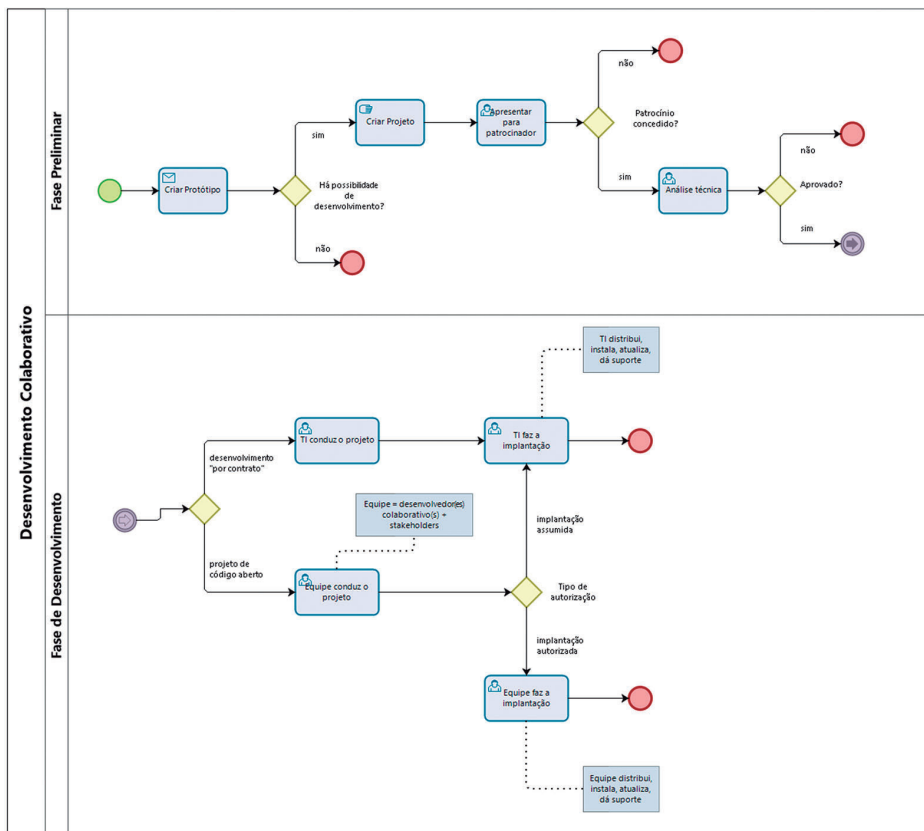 Desenvolvimento Colaborativo
Fase Preliminar
Criar Protótipo
Há possibilidade
de
desenvolvimento?
sim
não
Criar Projeto
Apresentar
para
patrocinador
não
Patrocínio
concedido?
sim
Análise técnica
não
Aprovado?
sim
Fase de Desenvolvimento
desenvolvimento
"por contrato"
projeto de
código aberto
TI conduz o projeto
Equipe = desenvolvedor(es)
colaborativo(s) +
stakeholders
Equipe conduz o
projeto
TI distribui,
instala, atualiza,
dá suporte
TI faz a
implantação
implantação
assumida
Tipo de
autorização
implantação
autorizada
Equipe faz a
implantação
Equipe distribui,
instala, atualiza,
dá suporte